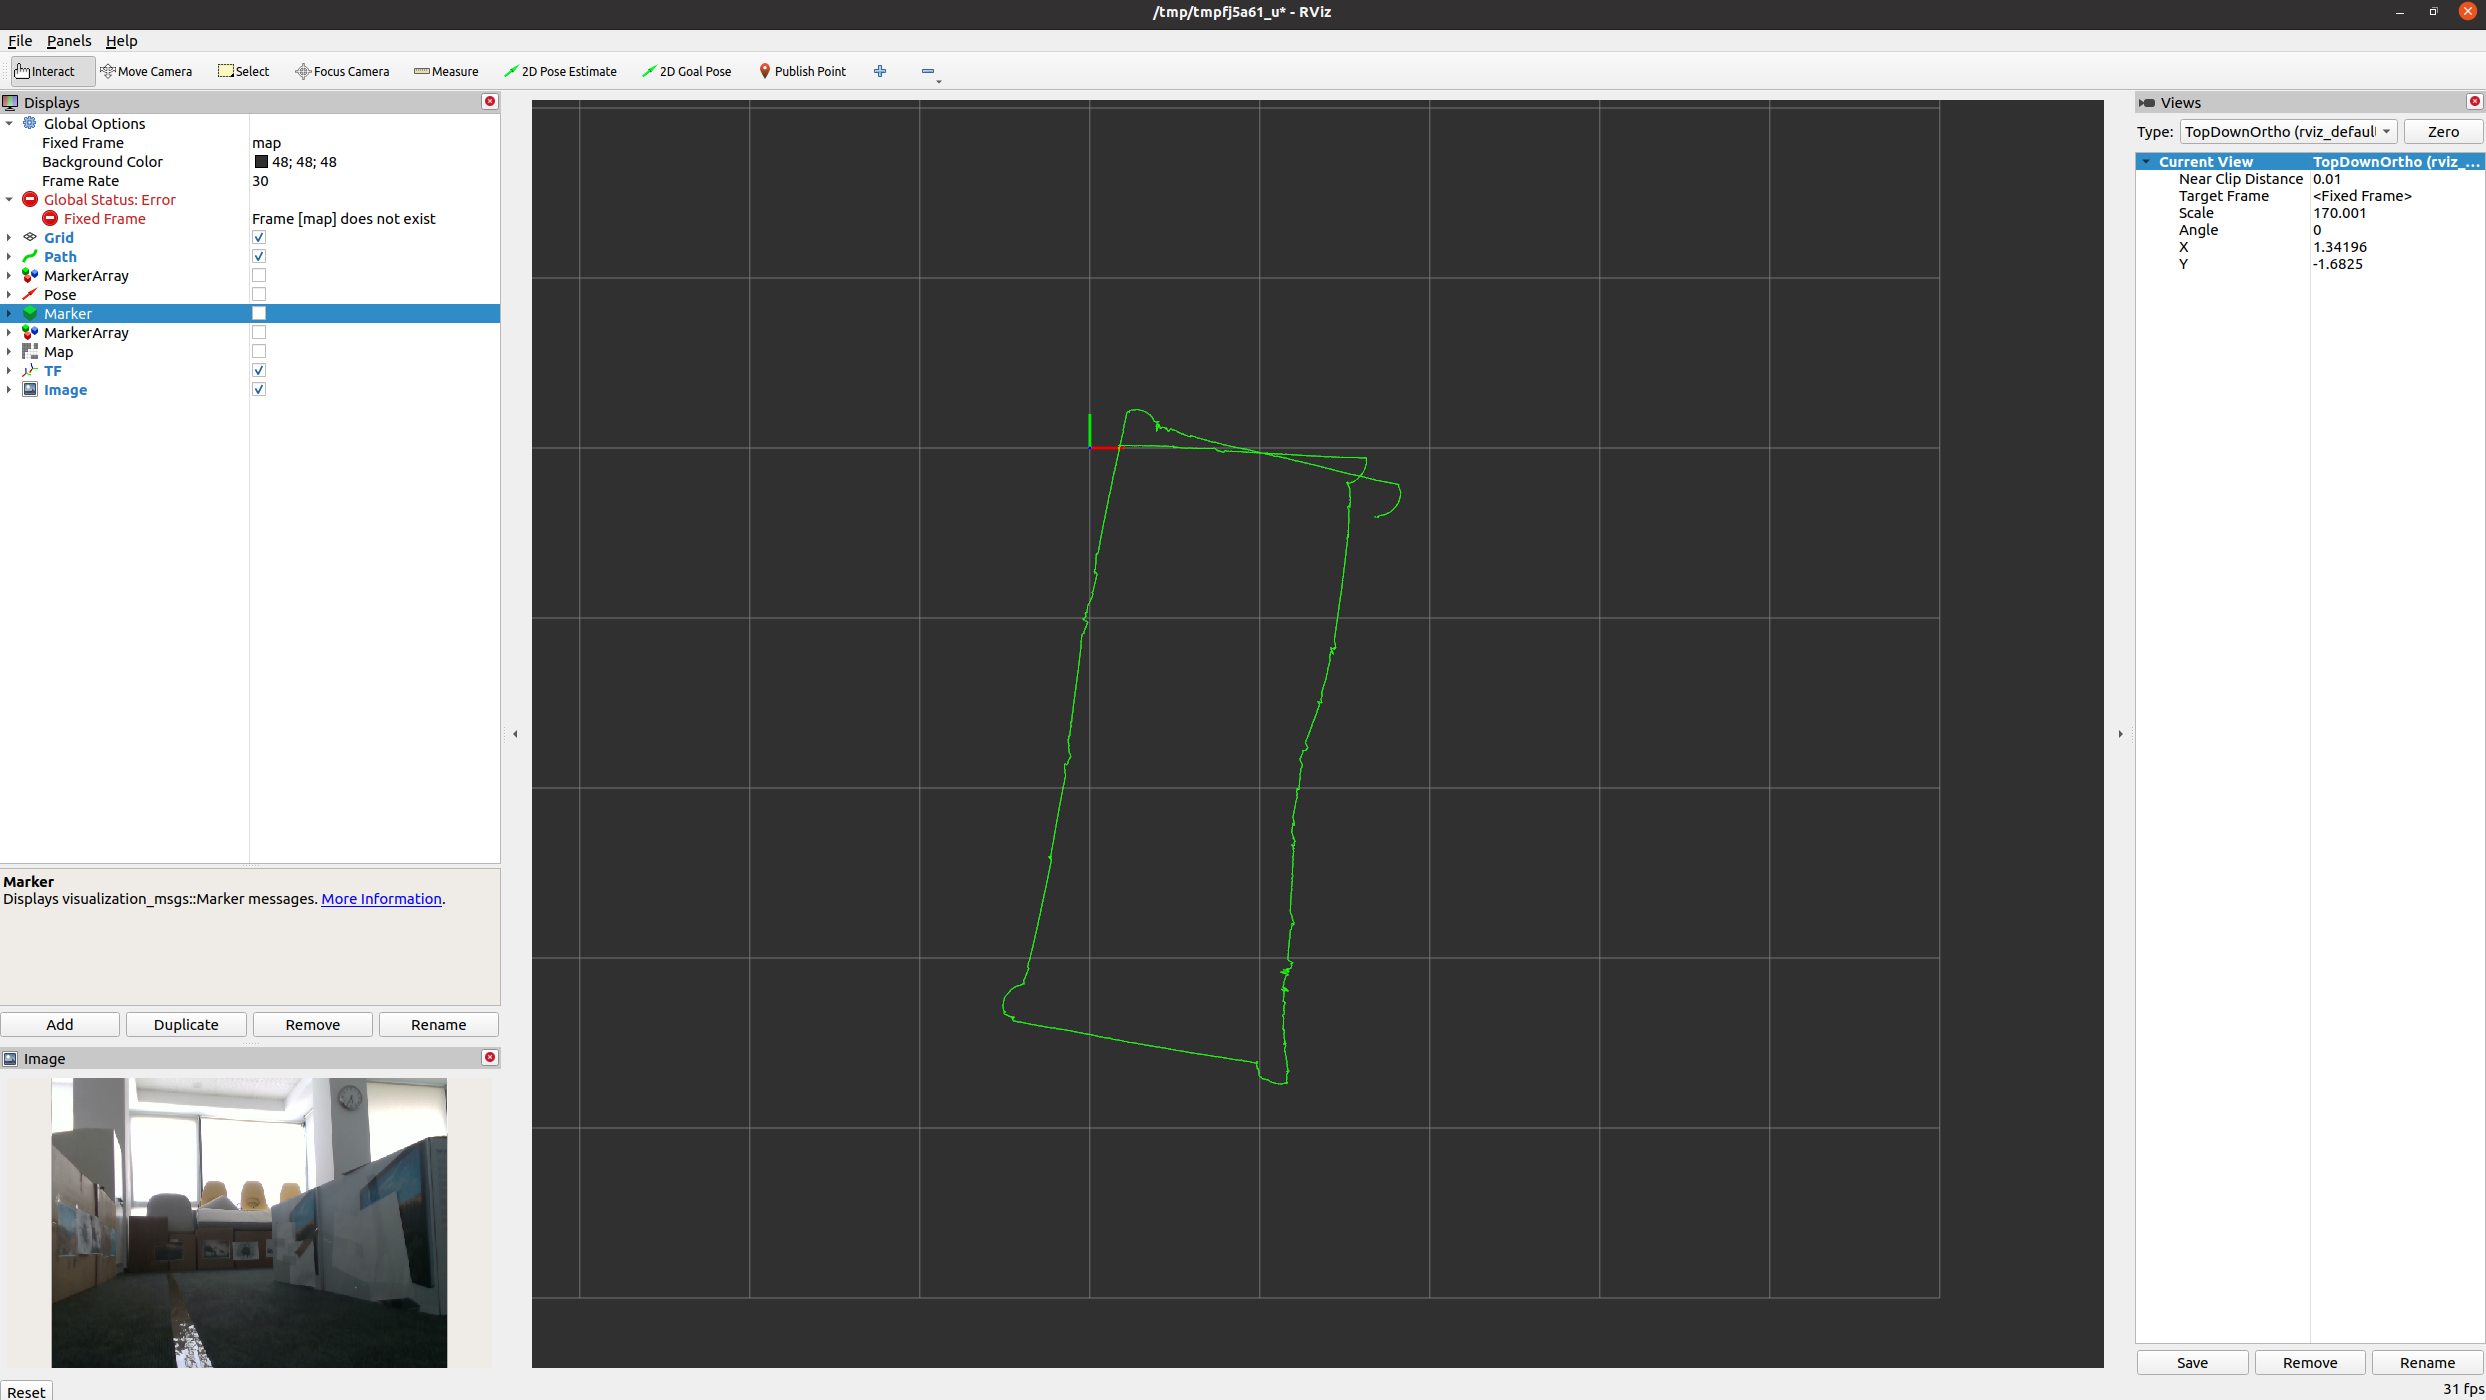 /tmp/tmpfj5a61_u* - RViz
File Panels Help
Interact Move Camera Select Focus Camera Measure 2D Pose Estimate 2D Goal Pose Publish Point
Displays
Global Options
Fixed Frame map
Background Color 48; 48; 48
Frame Rate 30
Global Status: Error
Fixed Frame Frame [map] does not exist
Grid
Path
MarkerArray
Pose
Marker
MarkerArray
Map
TF
Image
Marker
Displays visualization_msgs::Marker messages. More Information.
Add Duplicate Remove Rename
Image
Reset
Views
Type: TopDownOrtho (rviz_defaul Zero
Current View TopDownOrtho (rviz_...
Near Clip Distance 0.01
Target Frame <Fixed Frame>
Scale 170.001
Angle 0
X 1.34196
Y -1.6825
Save Remove Rename
31 fps